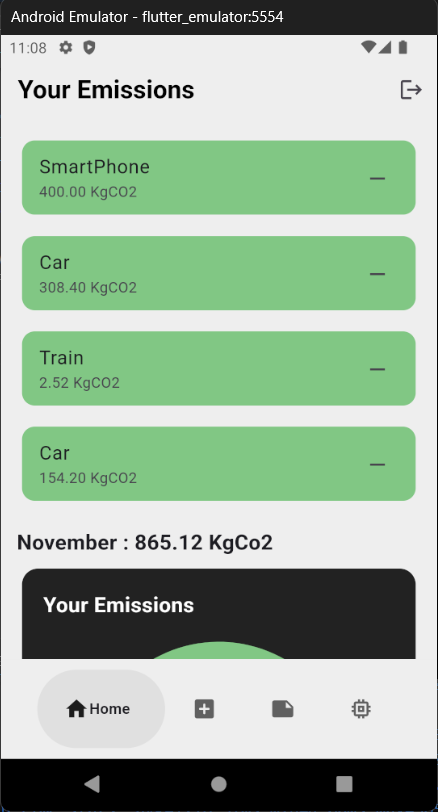 Android Emulator - flutter_emulator:5554
11:08
Your Emissions
SmartPhone
400.00 KgCO2
Car
308.40 KgCO2
Train
2.52 KgCO2
Car
154.20 KgCO2
November : 865.12 KgCo2
Your Emissions
Home